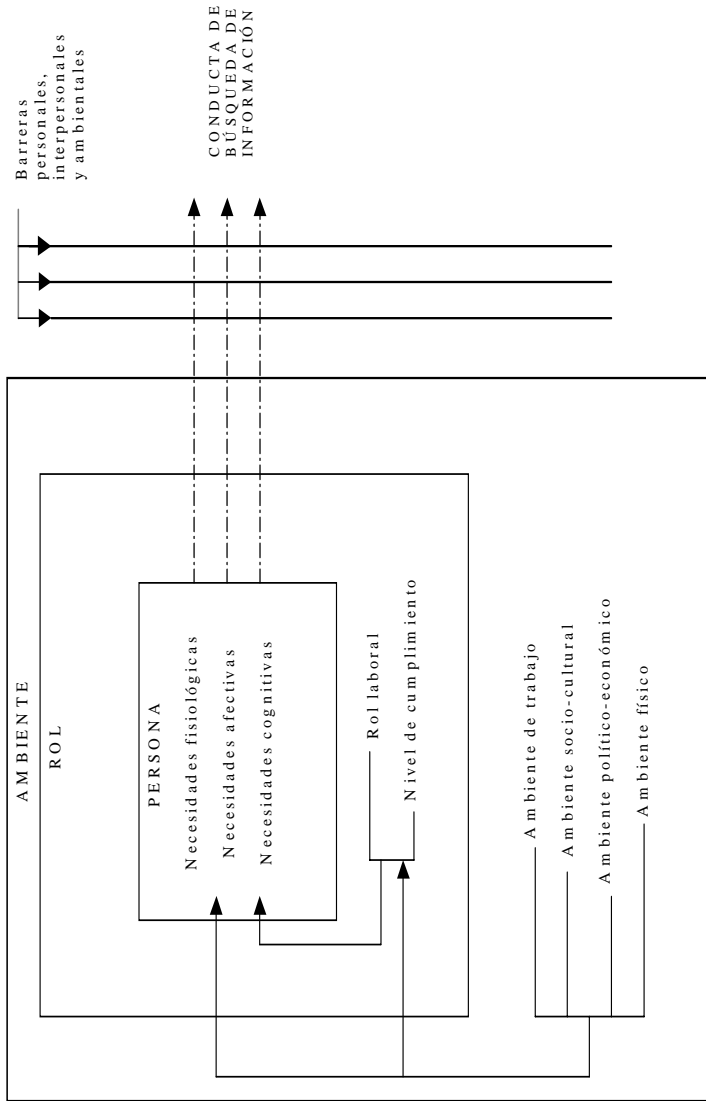 AMBIENTE
ROL
PERSONA
Necesidades fisiológicas
Necesidades afectivas
Necesidades cognitivas
Rol laboral
Nivel de cumplimiento
Ambiente de trabajo
Ambiente socio-cultural
Ambiente político-económico
Ambiente físico
Barreras
personales,
interpersonales
y ambientales
CONDUCTA DE
BÚSQUEDA DE
INFORMACIÓN